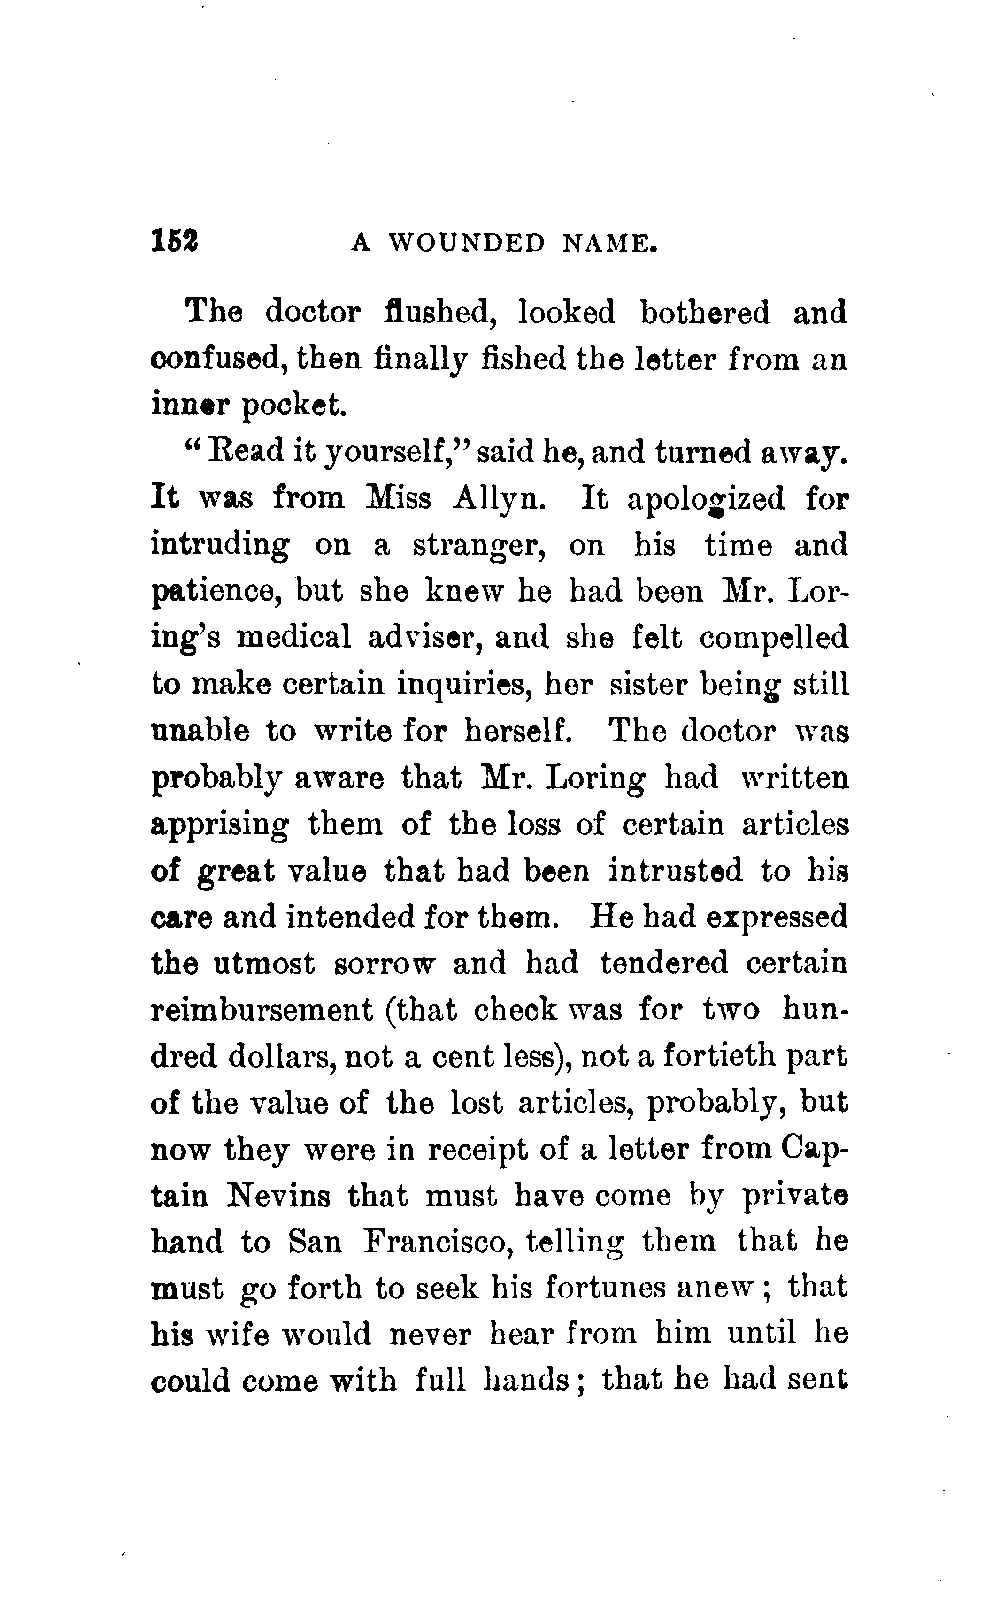 152 A WOUNDED NAME.
The doctor flushed, looked bothered and
confused, then finally fished the letter from an
inner pocket.
“Read it yourself,” said he, and turned away.
It was from Miss Allyn. It apologized for
intruding on a stranger, on his time and
patience, but she knew he had been Mr. Lor-
ing’s medical adviser, and she felt compelled
to make certain inquiries, her sister being still
unable to write for herself. The doctor was
probably aware that Mr. Loring had written
apprising them of the loss of certain articles
of great value that had been intrusted to his
care and intended for them. He had expressed
the utmost sorrow and had tendered certain
reimbursement (that check was for two hun-
dred dollars, not a cent less), not a fortieth part
of the value of the lost articles, probably, but
now they were in receipt of a letter from Cap-
tain Nevins that must have come by private
hand to San Francisco, telling them that he
must go forth to seek his fortunes anew; that
his wife would never hear from him until he
could come with full hands; that he had sent